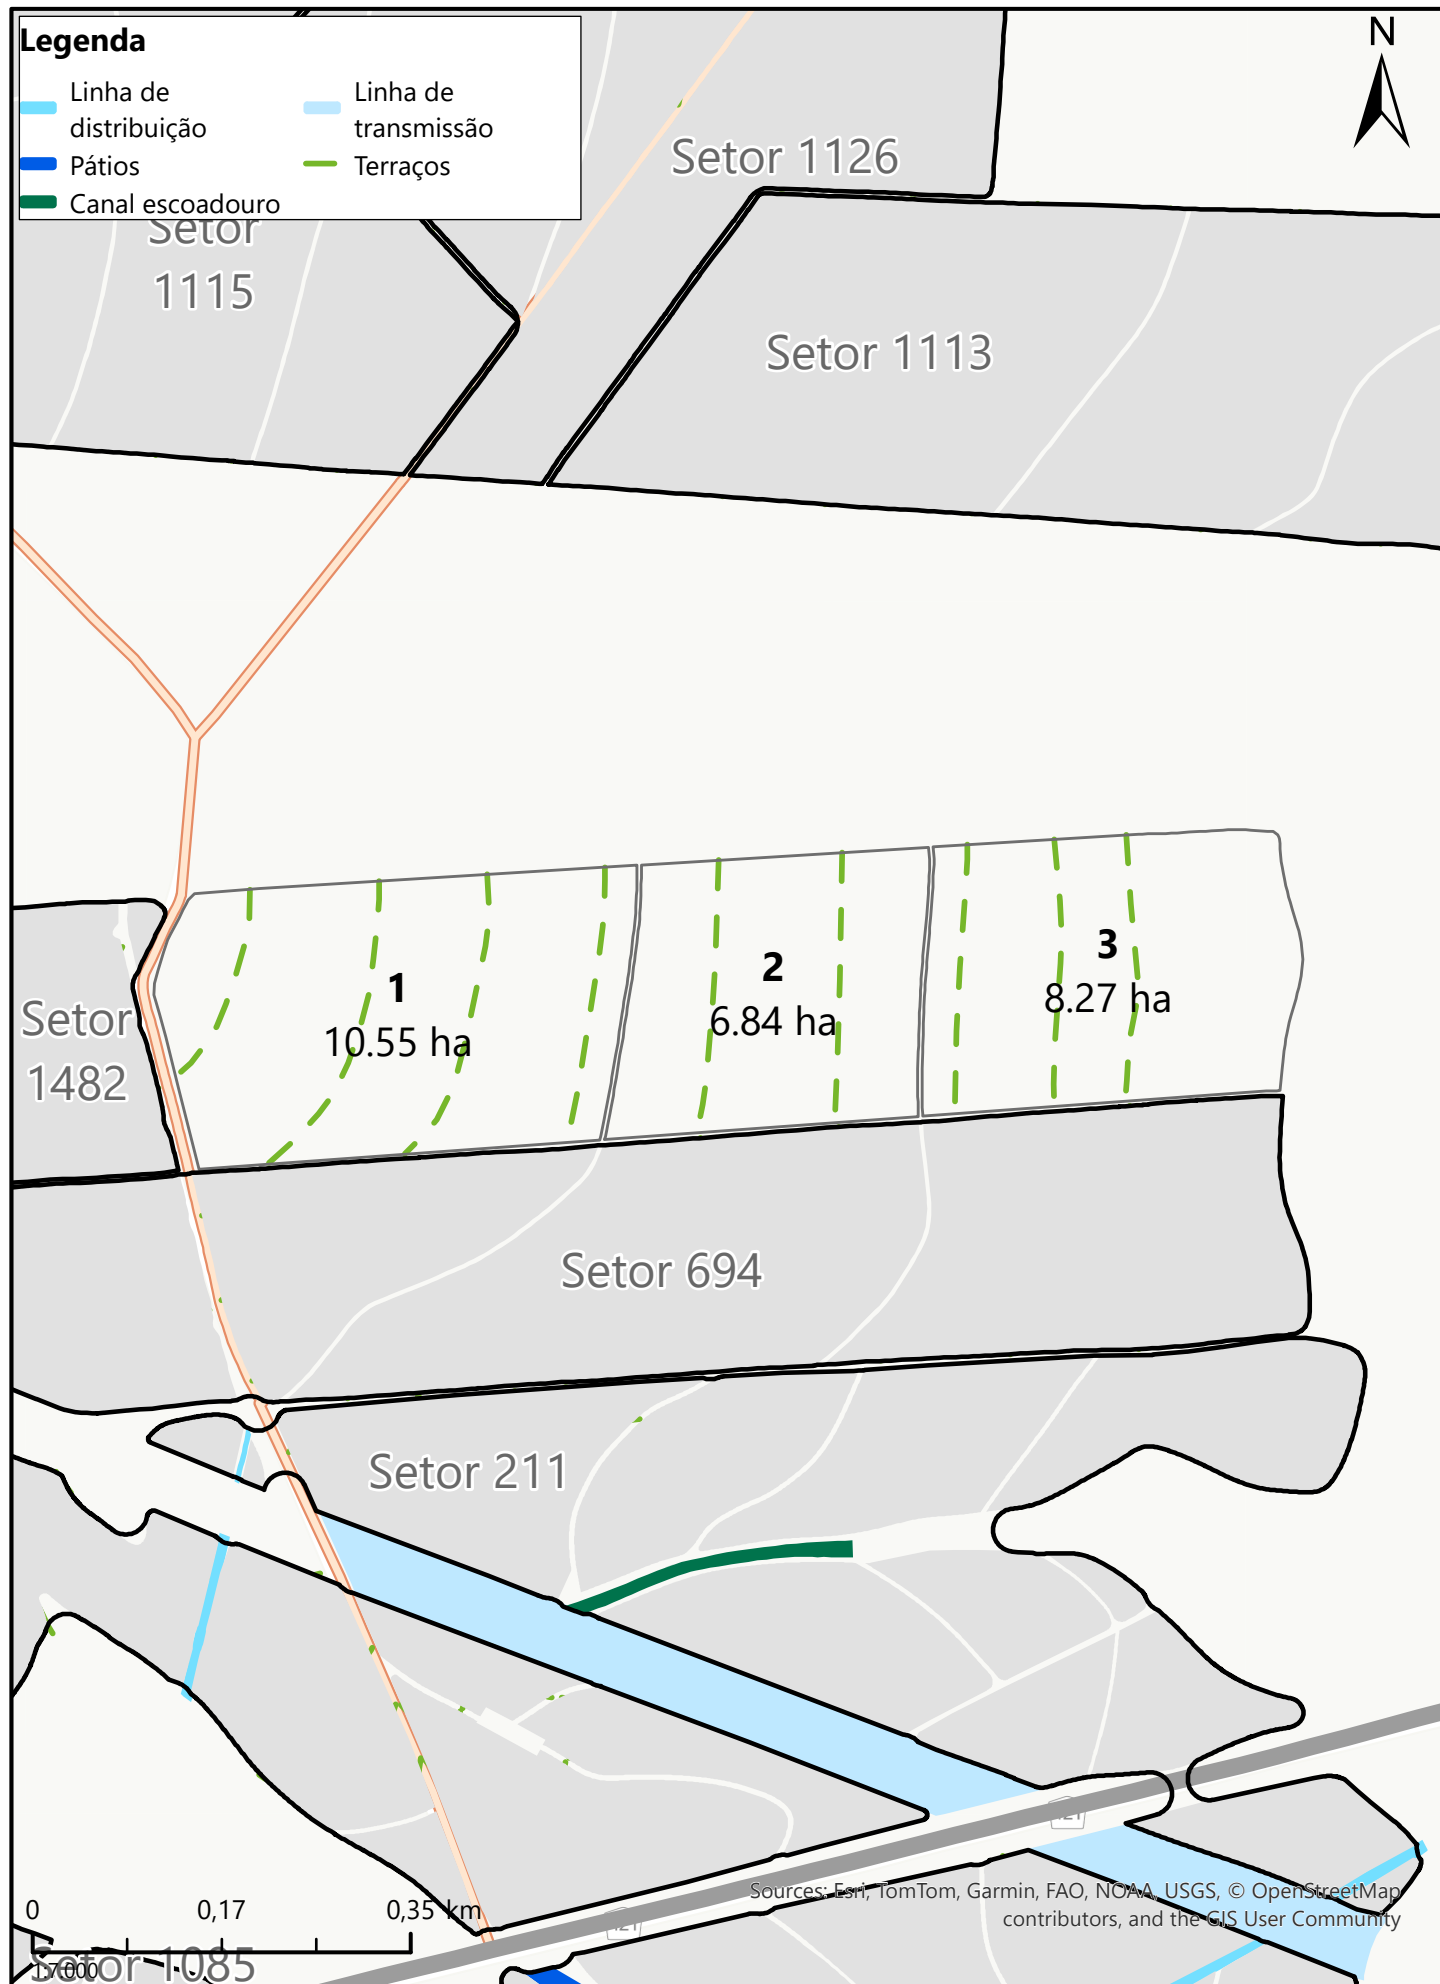 Legenda
Linha de
distribuição
Linha de
transmissão
Pátios
Terraços
Canal escoadouro
N
Setor 1126
Setor
1115
Setor 1113
1
10.55 ha
2
6.84 ha
3
8.27 ha
Setor
1482
Setor 694
Setor 211
Sources: Esri, TomTom, Garmin, FAO, NOAA, USGS, © OpenStreetMap
contributors, and the GIS User Community
0
0,17
0,35 km
1:7.000
Setor 1085